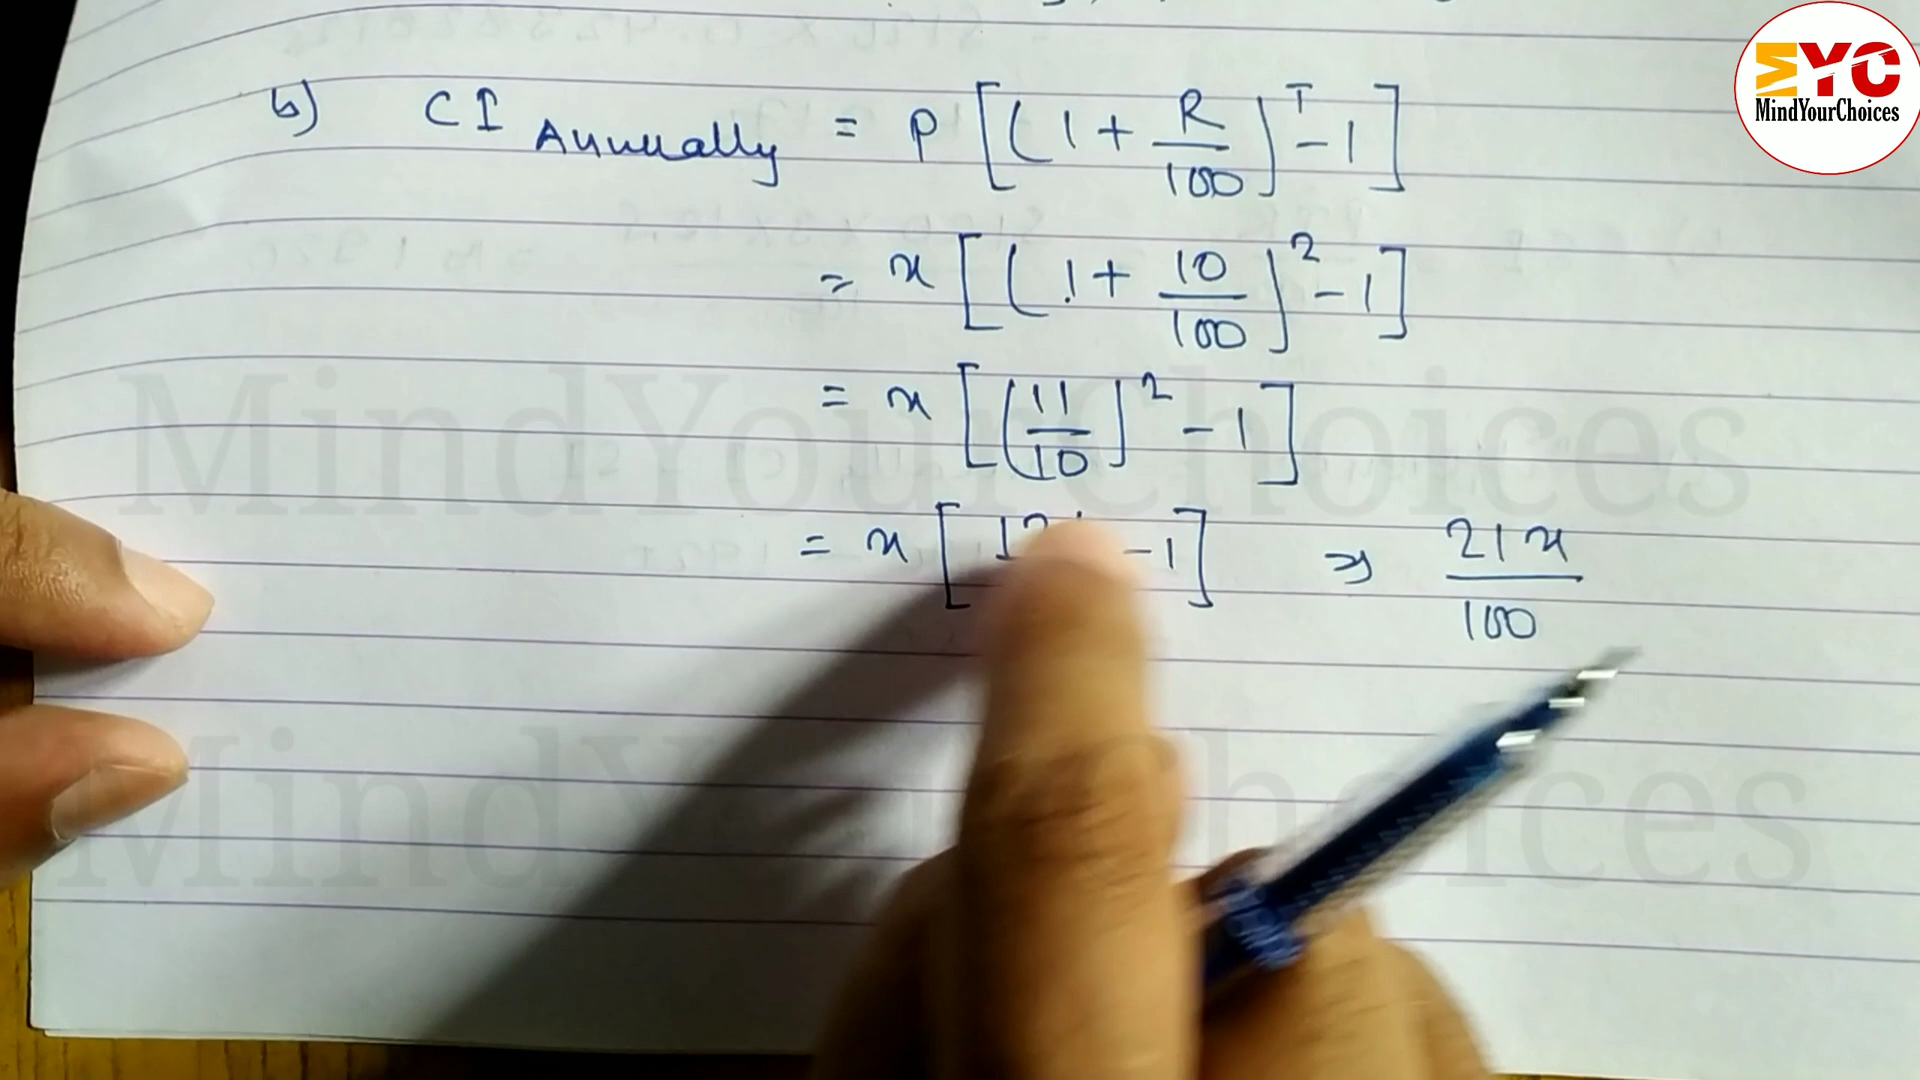 MYC
MindYourChoices
b) CI Annually = P [(1 + R/100)^T - 1]
= x [(1 + 10/100)^2 - 1]
= x [(11/10)^2 - 1]
= x [ - 1] ⇒ 21x/100
MindYourChoices
MindYourChoices